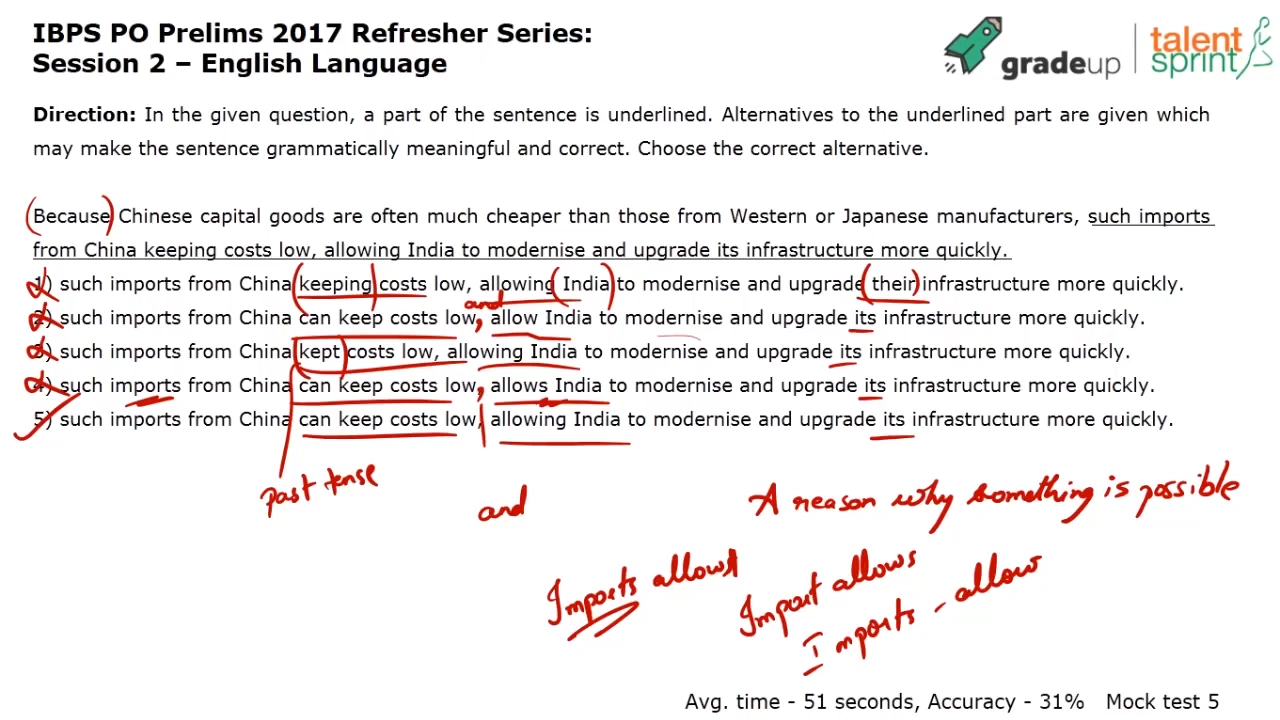 IBPS PO Prelims 2017 Refresher Series:
Session 2 – English Language
gradeup
talent
sprint
Direction: In the given question, a part of the sentence is underlined. Alternatives to the underlined part are given which
may make the sentence grammatically meaningful and correct. Choose the correct alternative.
Because Chinese capital goods are often much cheaper than those from Western or Japanese manufacturers, such imports
from China keeping costs low, allowing India to modernise and upgrade its infrastructure more quickly.
1) such imports from China keeping costs low, allowing India to modernise and upgrade their infrastructure more quickly.
and
2) such imports from China can keep costs low, allow India to modernise and upgrade its infrastructure more quickly.
3) such imports from China kept costs low, allowing India to modernise and upgrade its infrastructure more quickly.
4) such imports from China can keep costs low, allows India to modernise and upgrade its infrastructure more quickly.
5) such imports from China can keep costs low, allowing India to modernise and upgrade its infrastructure more quickly.
past tense
and
A reason why something is possible
Imports allows
Import allows
Imports - allow
Avg. time - 51 seconds, Accuracy - 31% Mock test 5